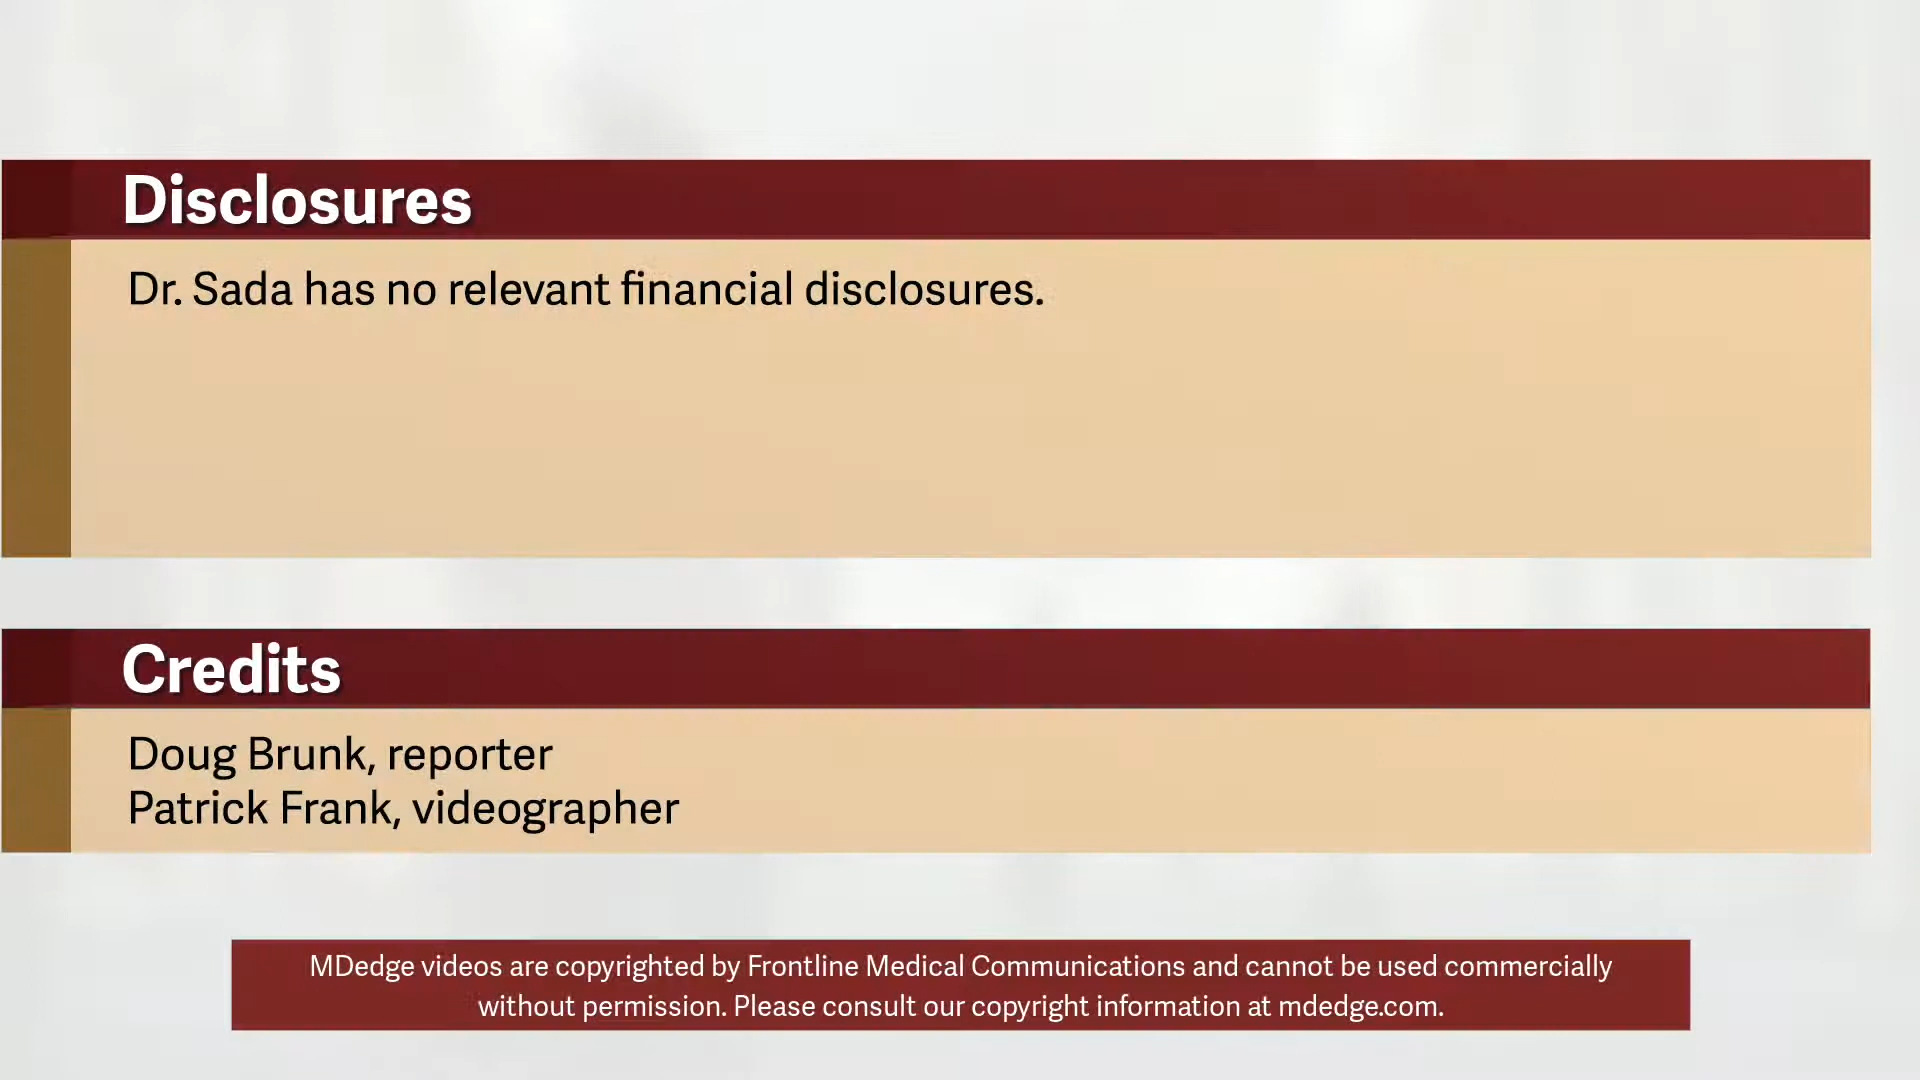 Disclosures
Dr. Sada has no relevant financial disclosures.
Credits
Doug Brunk, reporter
Patrick Frank, videographer
MDedge videos are copyrighted by Frontline Medical Communications and cannot be used commercially
without permission. Please consult our copyright information at mdedge.com.